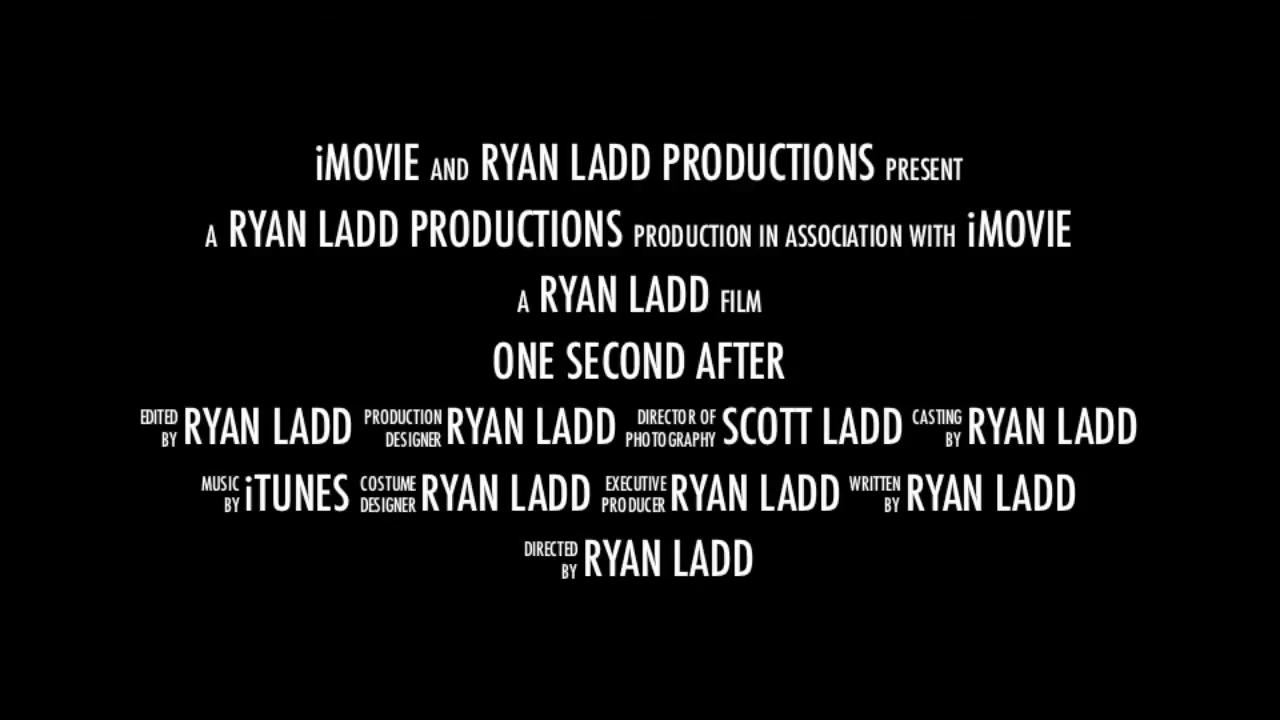 iMOVIE AND RYAN LADD PRODUCTIONS PRESENT
A RYAN LADD PRODUCTIONS PRODUCTION IN ASSOCIATION WITH iMOVIE
A RYAN LADD FILM
ONE SECOND AFTER
EDITED BY RYAN LADD PRODUCTION DESIGNER RYAN LADD DIRECTOR OF PHOTOGRAPHY SCOTT LADD CASTING BY RYAN LADD
MUSIC BY iTUNES COSTUME DESIGNER RYAN LADD EXECUTIVE PRODUCER RYAN LADD WRITTEN BY RYAN LADD
DIRECTED BY RYAN LADD